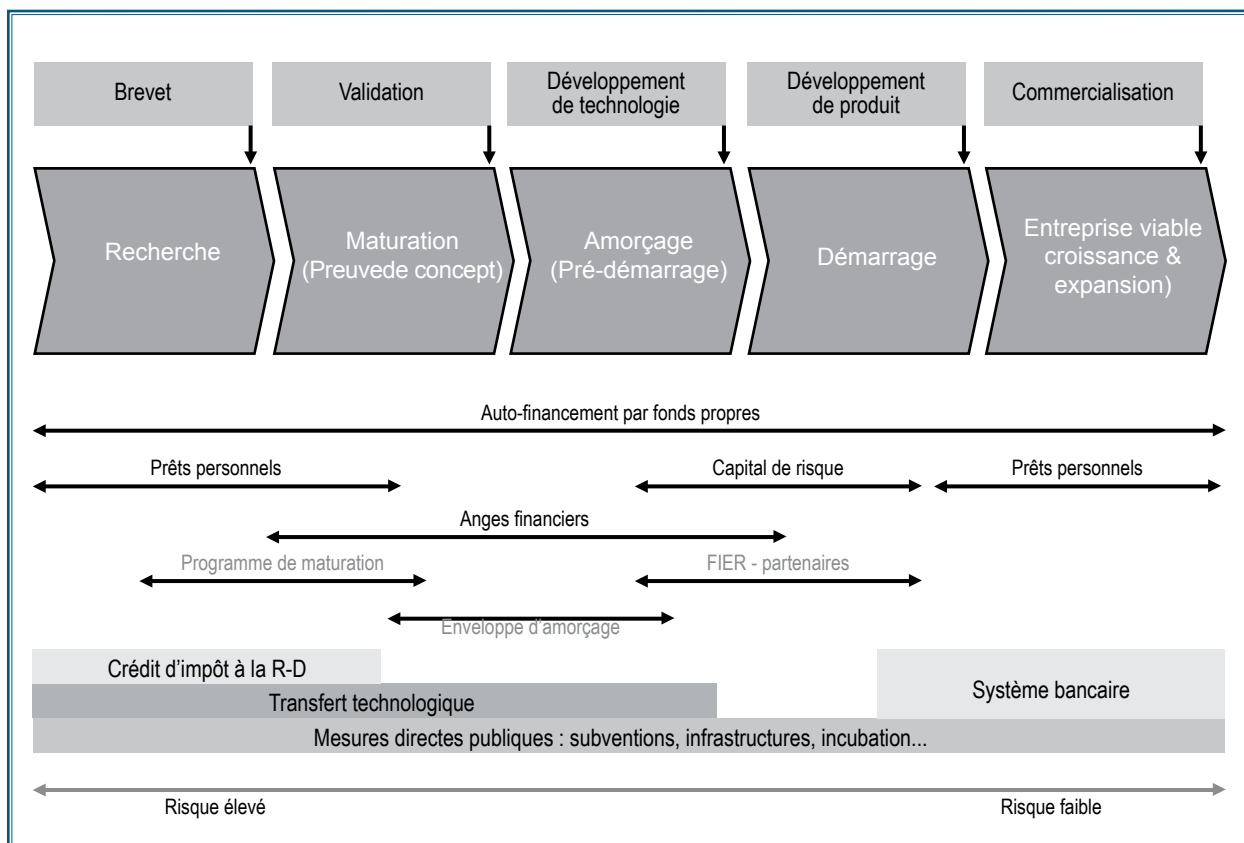 Brevet
Validation
Développement
de technologie
Développement
de produit
Commercialisation
Recherche
Maturation
(Preuvede concept)
Amorçage
(Pré-démarrage)
Démarrage
Entreprise viable
croissance &
expansion)
Auto-financement par fonds propres
Prêts personnels
Capital de risque
Prêts personnels
Anges financiers
Programme de maturation
FIER - partenaires
Enveloppe d'amorçage
Crédit d'impôt à la R-D
Transfert technologique
Système bancaire
Mesures directes publiques : subventions, infrastructures, incubation...
Risque élevé
Risque faible